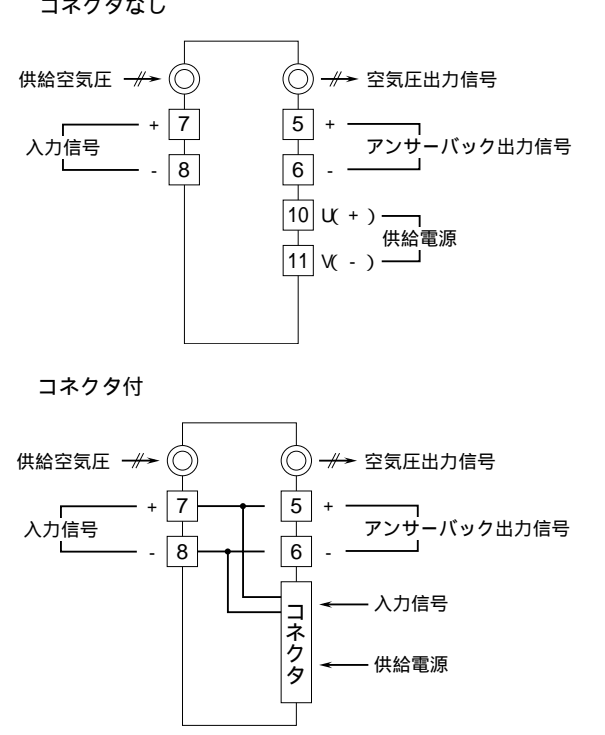 コネクタなし
供給空気圧
空気圧出力信号
+ 7
5 +
入力信号
アンサーバック出力信号
- 8
6 -
10 U( + )
供給電源
11 V( - )
コネクタ付
供給空気圧
空気圧出力信号
+ 7
5 +
入力信号
アンサーバック出力信号
- 8
6 -
コネクタ
入力信号
供給電源